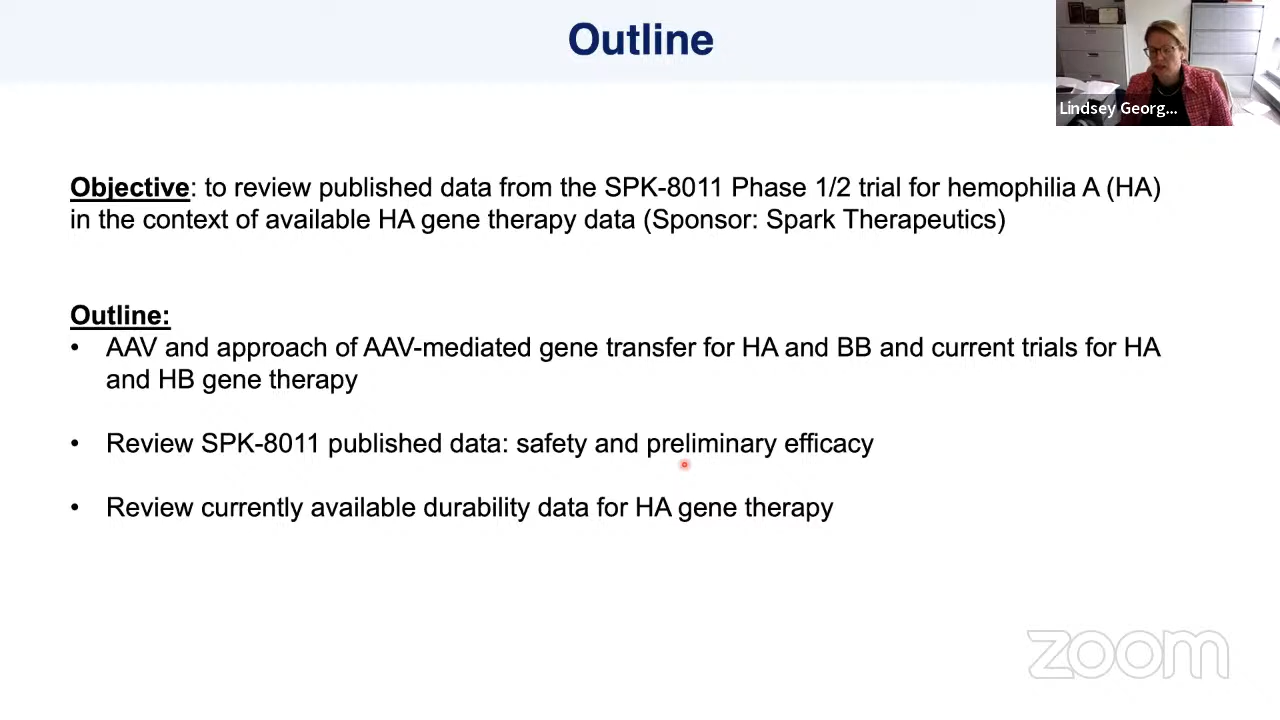 Outline
Lindsey Georg...
Objective: to review published data from the SPK-8011 Phase 1/2 trial for hemophilia A (HA)
in the context of available HA gene therapy data (Sponsor: Spark Therapeutics)
Outline:
• AAV and approach of AAV-mediated gene transfer for HA and BB and current trials for HA
and HB gene therapy
• Review SPK-8011 published data: safety and preliminary efficacy
• Review currently available durability data for HA gene therapy
zoom